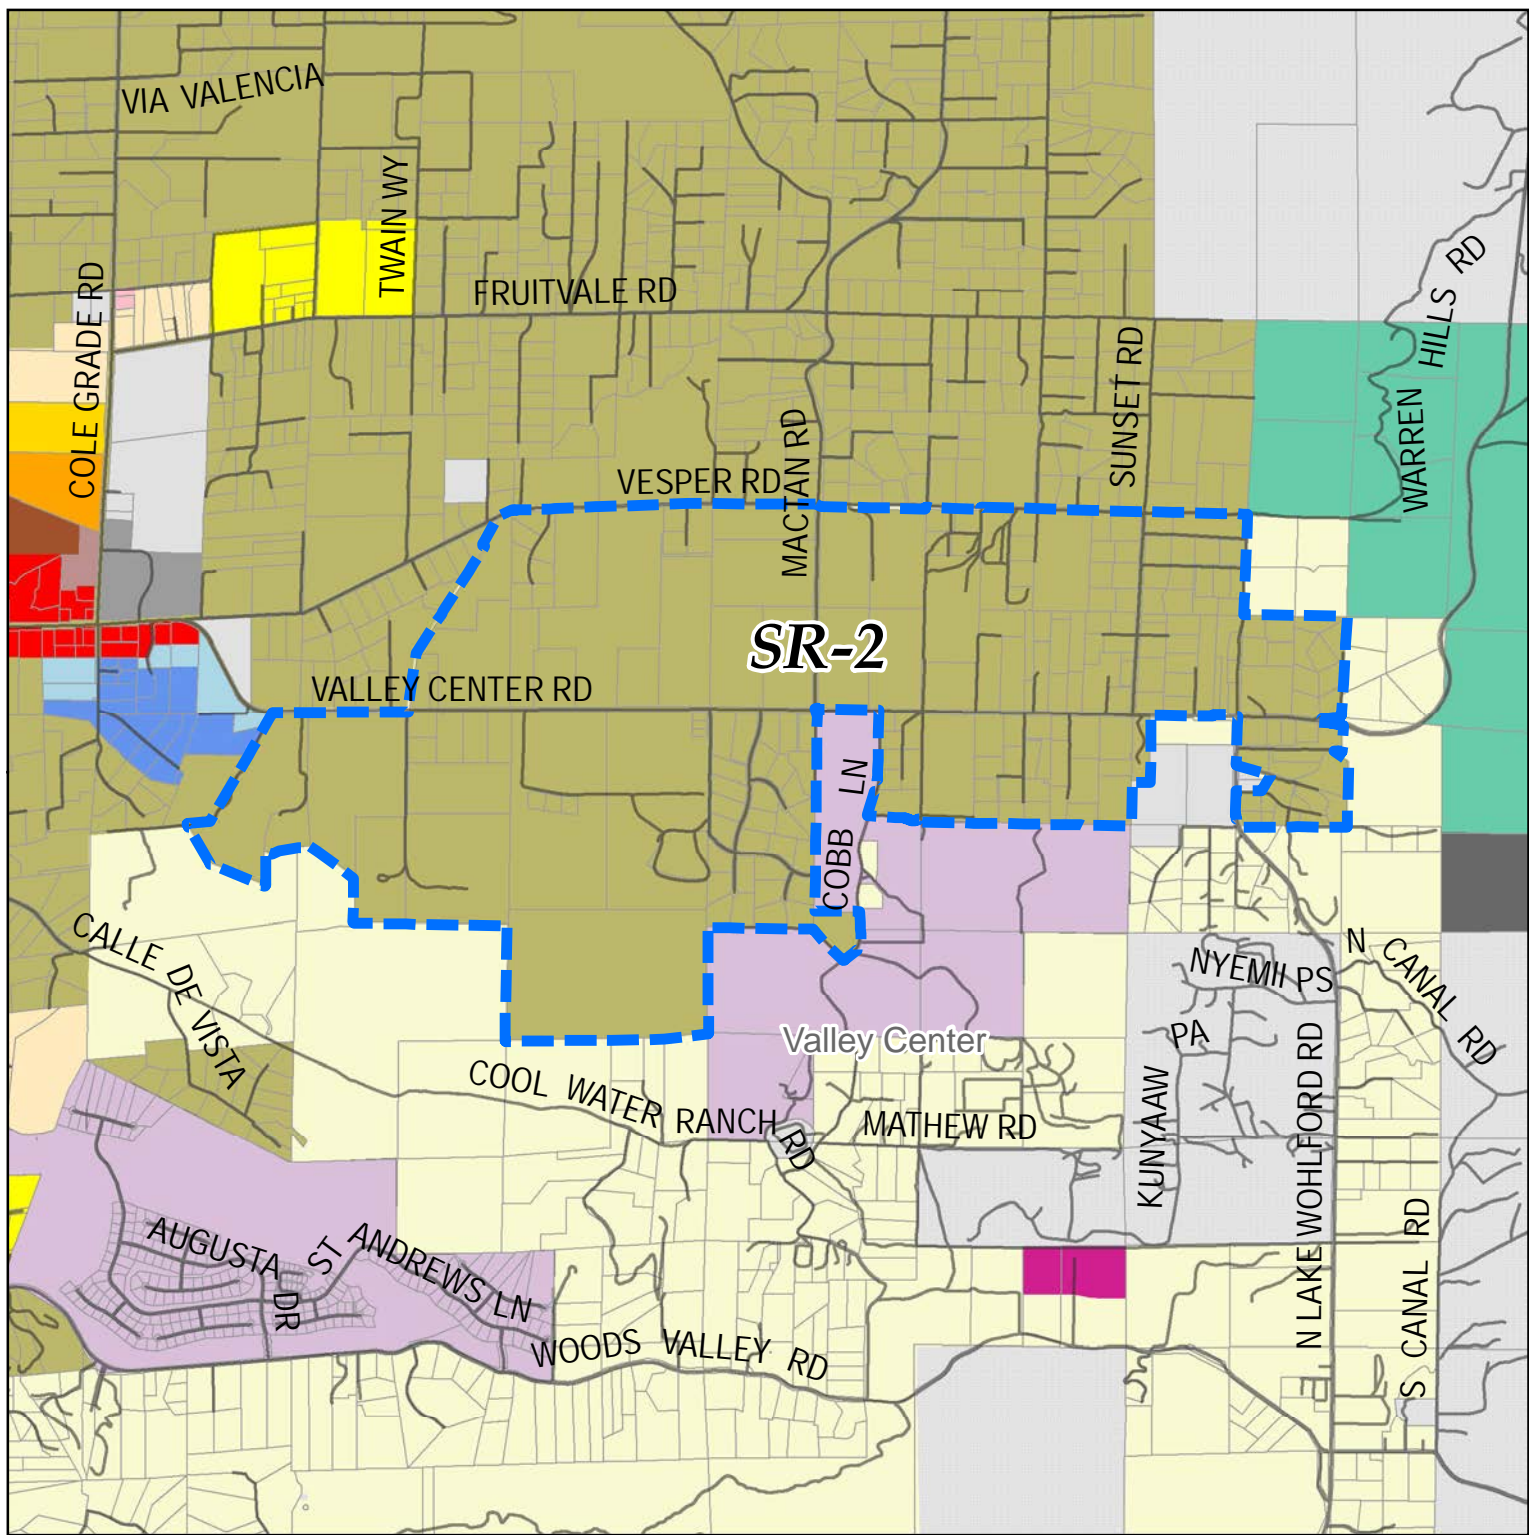 VIA VALENCIA
TWAIN WY
COLE GRADE RD
FRUITVALE RD
WARREN HILLS RD
SUNSET RD
MACTAN RD
VESPER RD
SR-2
VALLEY CENTER RD
COBB LN
CALLE DE VISTA
N CANAL RD
NYEMII PS
PA
Valley Center
COOL WATER RANCH RD
MATHEW RD
KUNYAAW
N LAKE WOHLFORD RD
S CANAL RD
AUGUSTA DR
ST ANDREWS LN
WOODS VALLEY RD